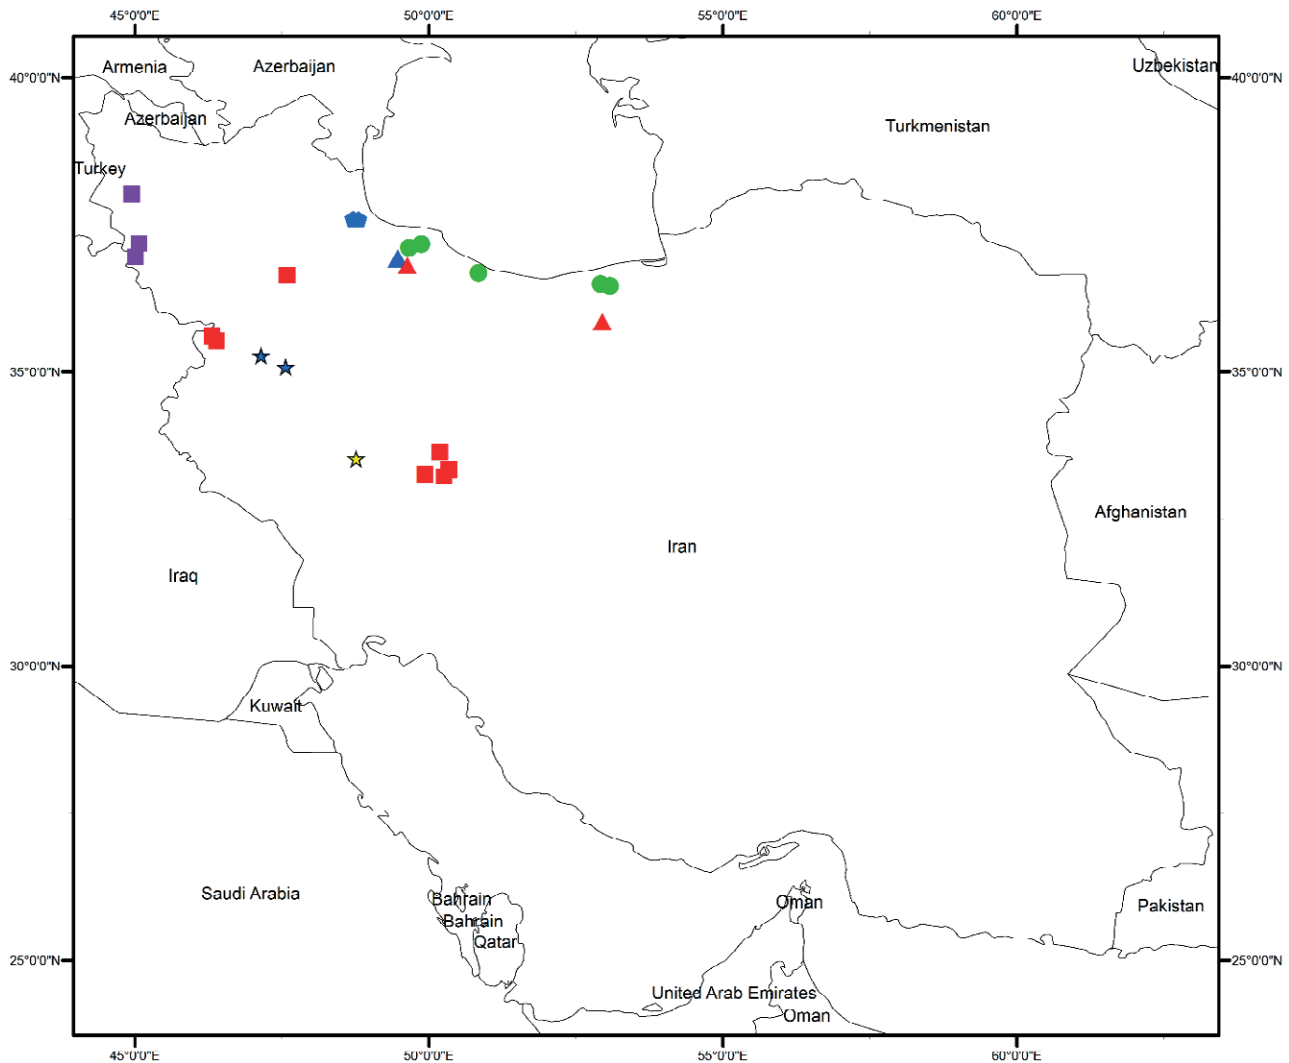 45°0'0"E 50°0'0"E 55°0'0"E 60°0'0"E
Armenia
Azerbaijan
Uzbekistan
40°0'0"N
40°0'0"N
Azerbaijan
Turkmenistan
Turkey
35°0'0"N
35°0'0"N
Afghanistan
Iran
Iraq
30°0'0"N
30°0'0"N
Kuwait
Saudi Arabia
Bahrain
Oman
Pakistan
Bahrain
Qatar
25°0'0"N
25°0'0"N
United Arab Emirates
Oman
45°0'0"E 50°0'0"E 55°0'0"E 60°0'0"E